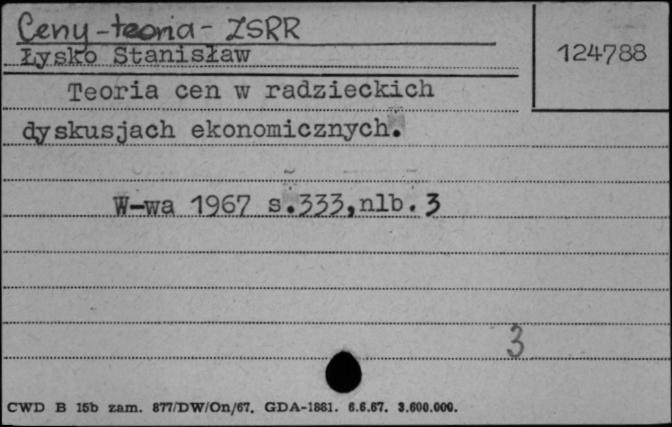 Ceny - teoria - ZSRR
Łysko Stanisław
124788
Teoria cen w radzieckich
dyskusjach ekonomicznych.
W-wa 1967 s.333,nlb.3
3
CWD B 15b zam. 877/DW/On/67. GDA-1881. 6.6.67. 3.600.000.